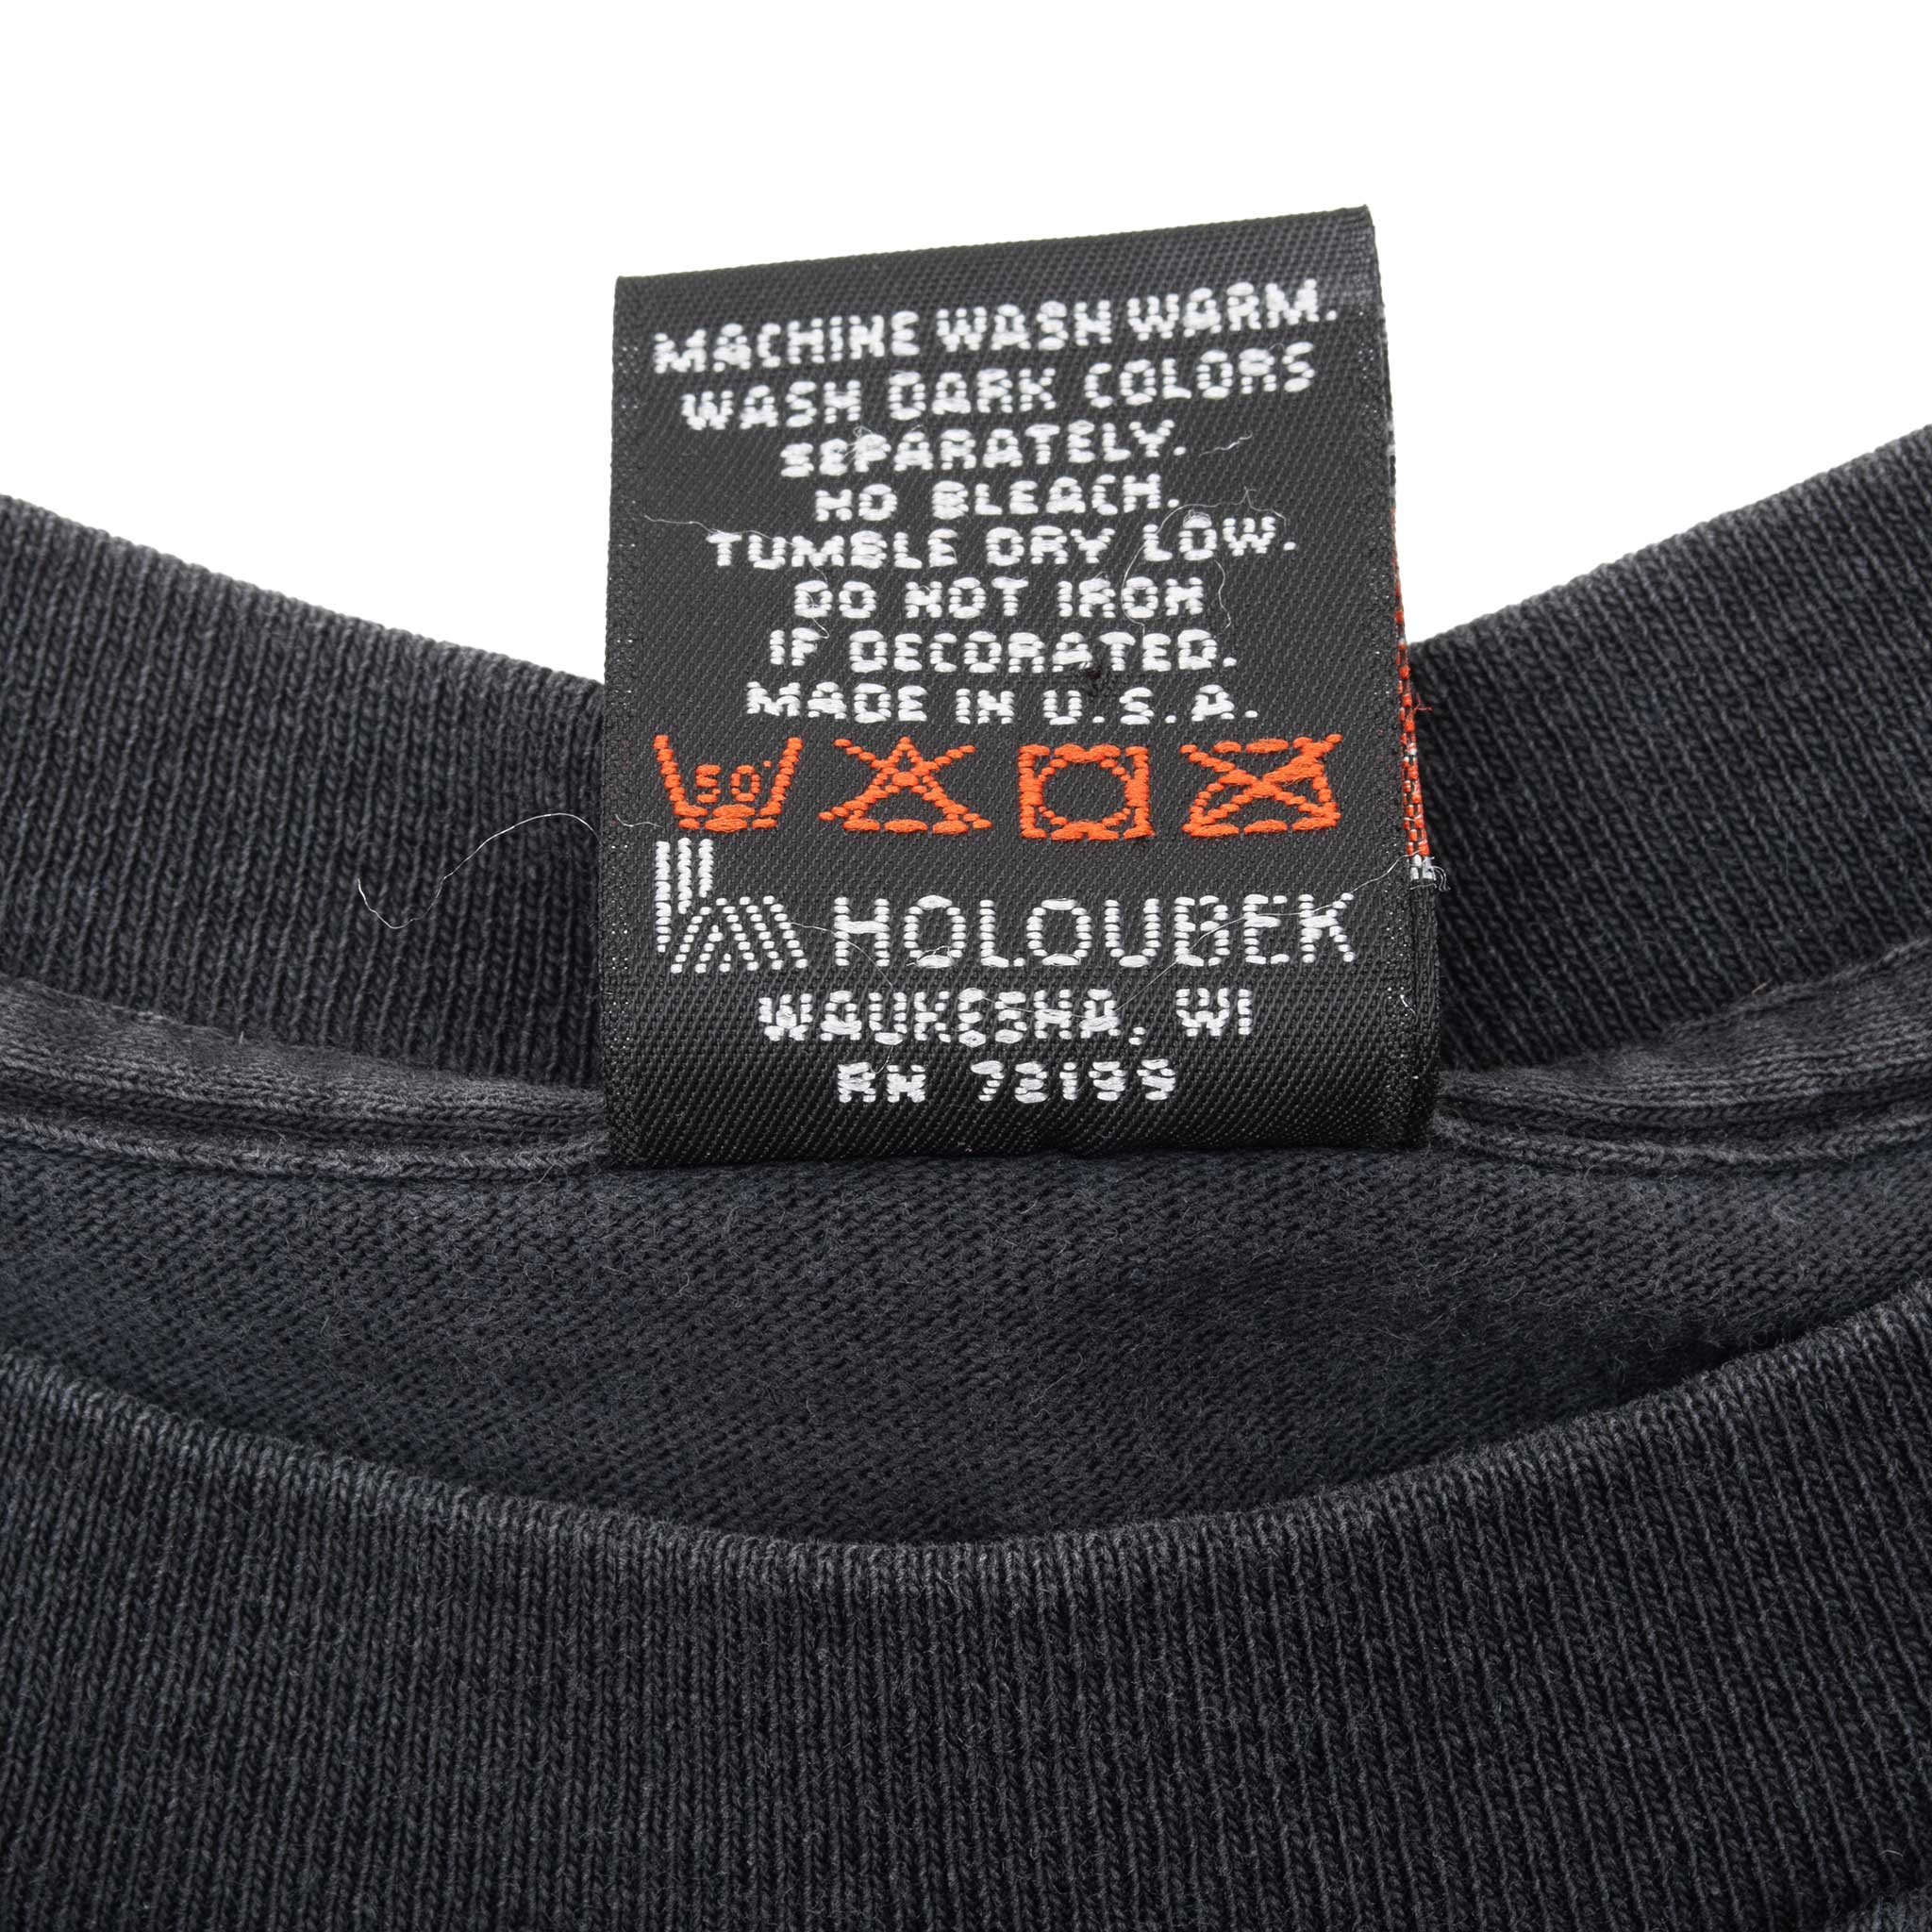 MACHINE WASH WARM.
WASH DARK COLORS
SEPARATELY.
NO BLEACH.
TUMBLE DRY LOW.
DO NOT IRON
IF DECORATED.
MADE IN U.S.A.
50°
HOLOUBEK
WAUKESHA, WI
RN 72199